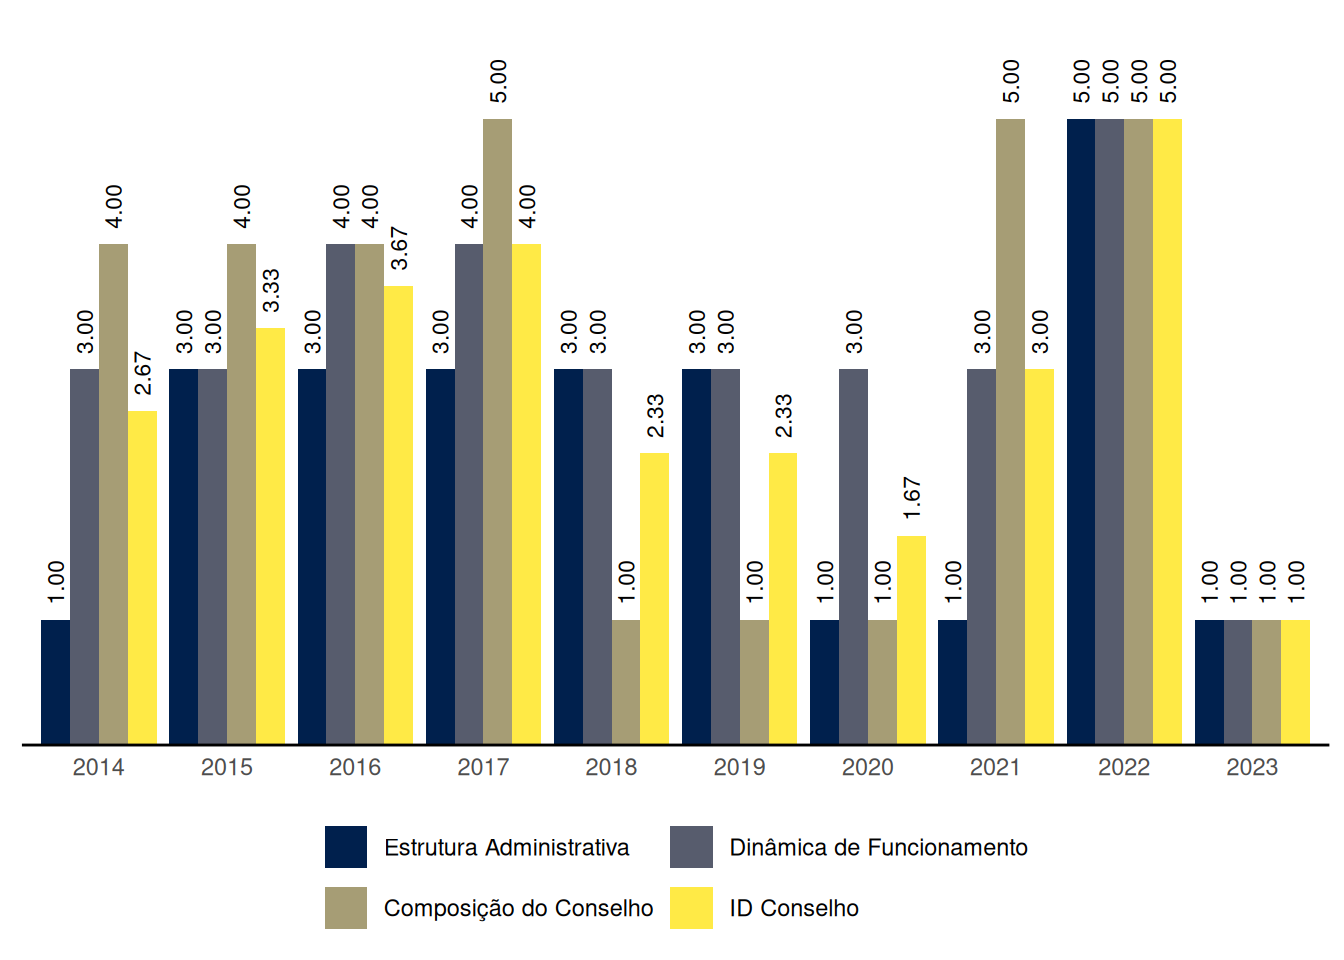 1.00 3.00 4.00 2.67
3.00 3.00 4.00 3.33
3.00 4.00 4.00 3.67
3.00 4.00 5.00 4.00
3.00 3.00 1.00 2.33
3.00 3.00 1.00 2.33
1.00 3.00 1.00 1.67
1.00 3.00 5.00 3.00
5.00 5.00 5.00 5.00
1.00 1.00 1.00 1.00
2014 2015 2016 2017 2018 2019 2020 2021 2022 2023
Estrutura Administrativa Dinâmica de Funcionamento
Composição do Conselho ID Conselho